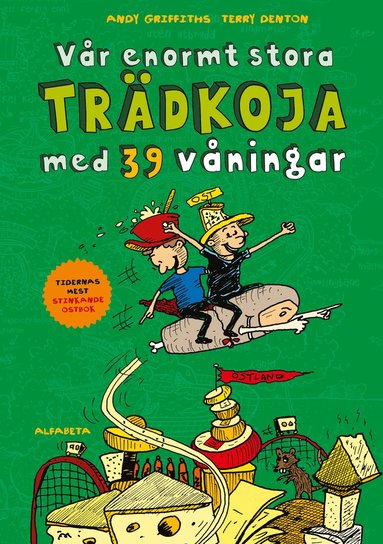 ANDY GRIFFITHS TERRY DENTON
Vår enormt stora
TRÄDKOJA
med 39 våningar
OST
TIDERNAS
MEST
STINKANDE
OSTBOK
OSTLAND
ALFABETA